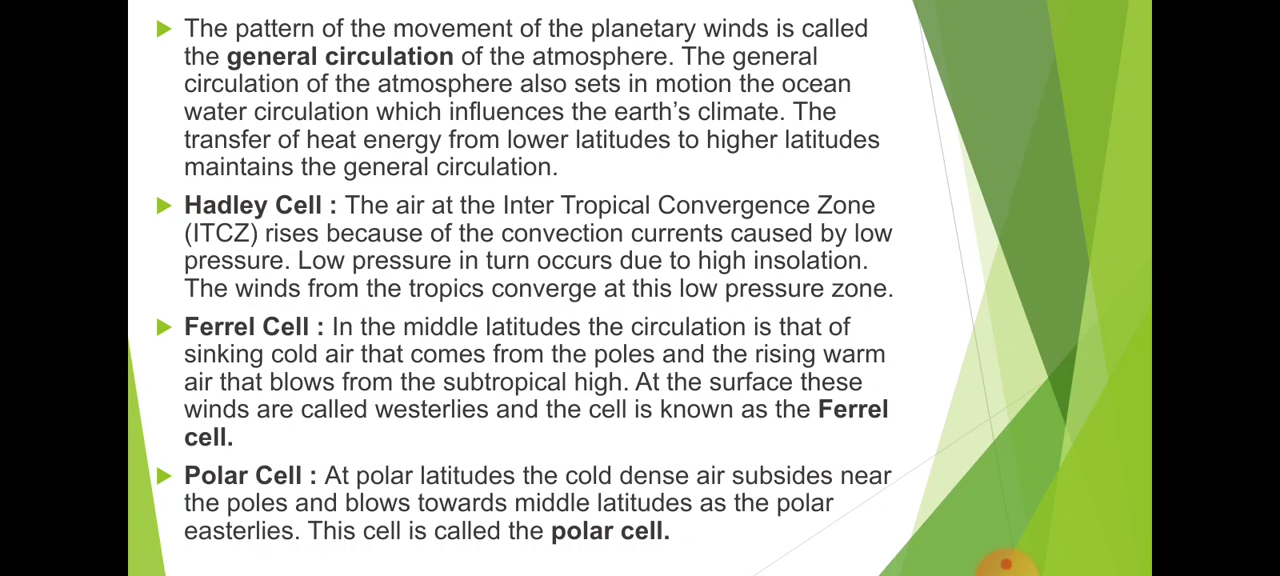 The pattern of the movement of the planetary winds is called
the general circulation of the atmosphere. The general
circulation of the atmosphere also sets in motion the ocean
water circulation which influences the earth's climate. The
transfer of heat energy from lower latitudes to higher latitudes
maintains the general circulation.
Hadley Cell : The air at the Inter Tropical Convergence Zone
(ITCZ) rises because of the convection currents caused by low
pressure. Low pressure in turn occurs due to high insolation.
The winds from the tropics converge at this low pressure zone.
Ferrel Cell : In the middle latitudes the circulation is that of
sinking cold air that comes from the poles and the rising warm
air that blows from the subtropical high. At the surface these
winds are called westerlies and the cell is known as the Ferrel
cell.
Polar Cell : At polar latitudes the cold dense air subsides near
the poles and blows towards middle latitudes as the polar
easterlies. This cell is called the polar cell.